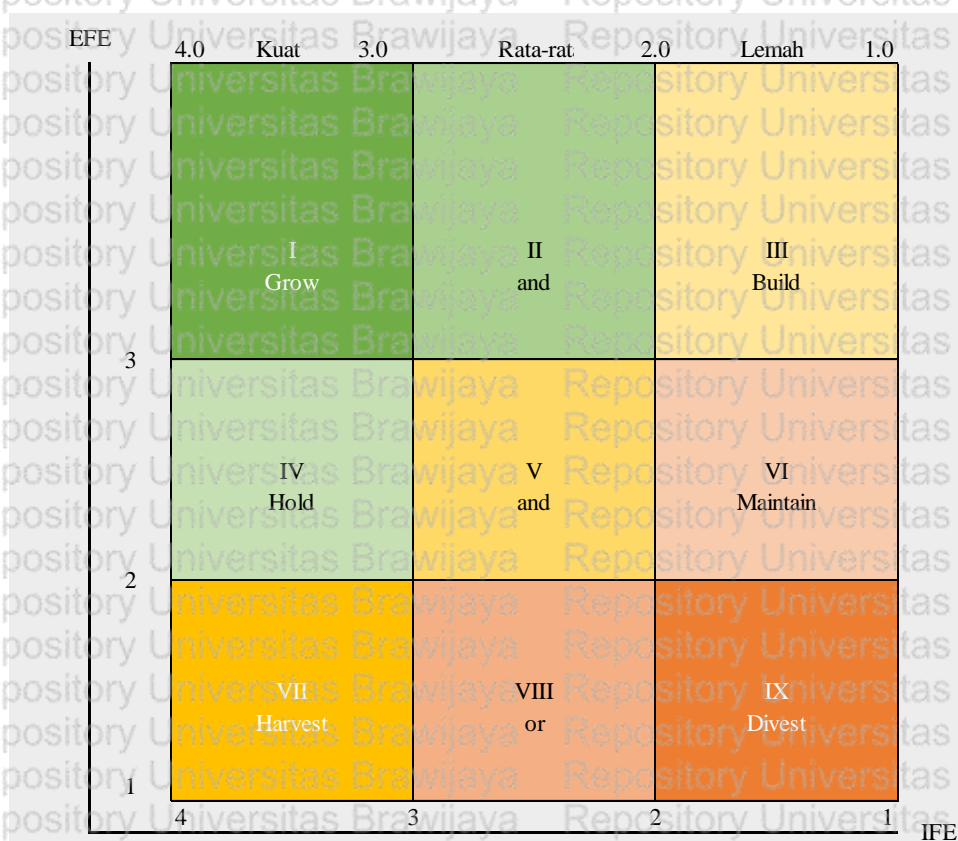 EFE
4.0 Kuat 3.0 Rata-rat 2.0 Lemah 1.0
I II III
Grow and Build
3
IV V VI
Hold and Maintain
2
VII VIII IX
Harvest or Divest
1
4 3 2 1
IFE
Repository Universitas Brawijaya